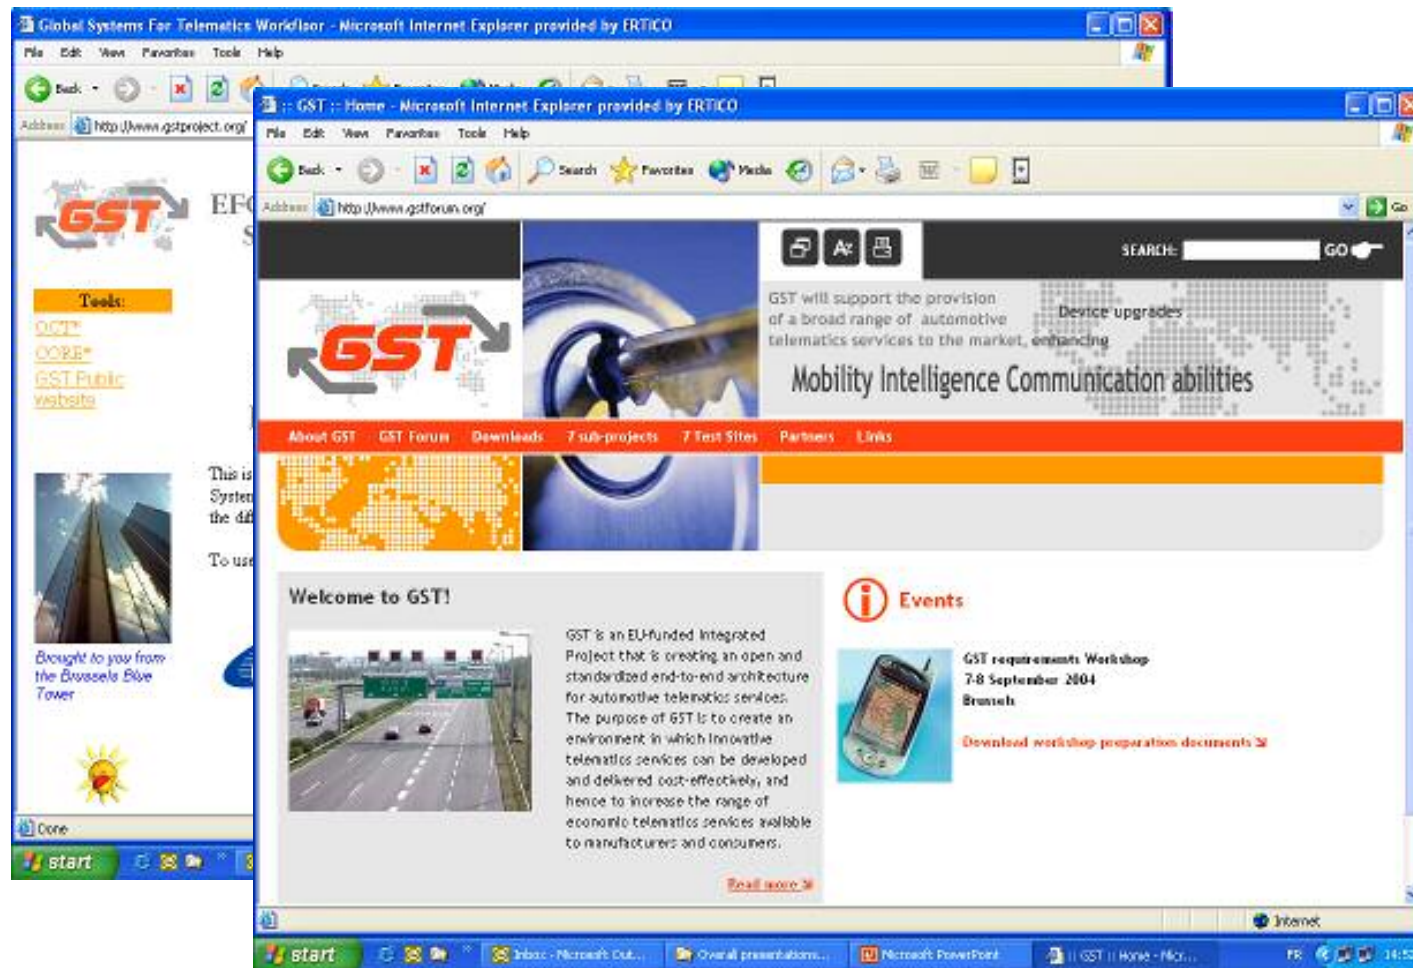 Global Systems For Telematics Workfloor - Microsoft Internet Explorer provided by ERTICO
File Edit View Favorites Tools Help
Back
Address http://www.gstproject.org/
GST
EFC
S
Tools:
OCT*
CORE*
GST Public
website
This is
System
the diff
To use
Brought to you from
the Brussels Blue
Tower
Done
start
:: GST :: Home - Microsoft Internet Explorer provided by ERTICO
File Edit View Favorites Tools Help
Back Search Favorites Media
Address http://www.gstforum.org/ Go
SEARCH: GO
GST
GST will support the provision
of a broad range of automotive
telematics services to the market, enhancing
Device upgrades
Mobility Intelligence Communication abilities
About GST GST Forum Downloads 7 sub-projects 7 Test Sites Partners Links
Welcome to GST!
GST is an EU-funded Integrated
Project that is creating an open and
standardized end-to-end architecture
for automotive telematics services.
The purpose of GST is to create an
environment in which innovative
telematics services can be developed
and delivered cost-effectively, and
hence to increase the range of
economic telematics services available
to manufacturers and consumers.
Read more
Events
GST requirements Workshop
7-8 September 2004
Brussels
Download workshop preparation documents
Internet
start Inbox - Microsoft Out... Overall presentations... Microsoft PowerPoint :: GST :: Home - Micr... FR